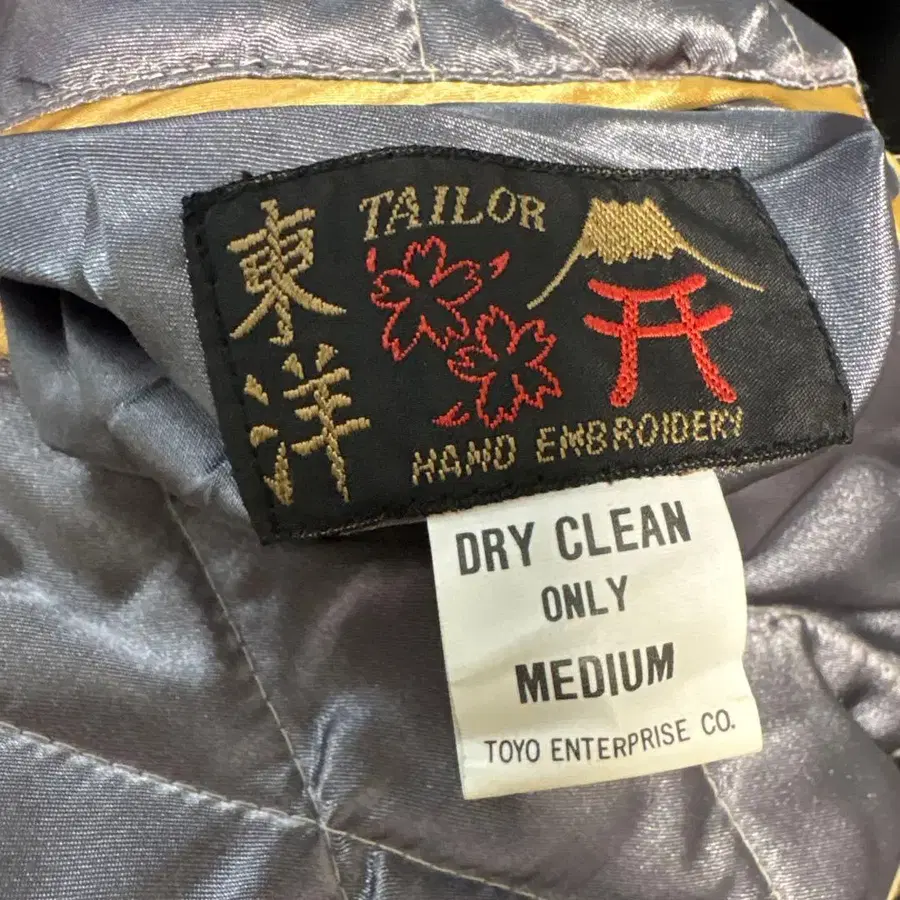 東洋
TAILOR
HAND EMBROIDERY
DRY CLEAN
ONLY
MEDIUM
TOYO ENTERPRISE CO.